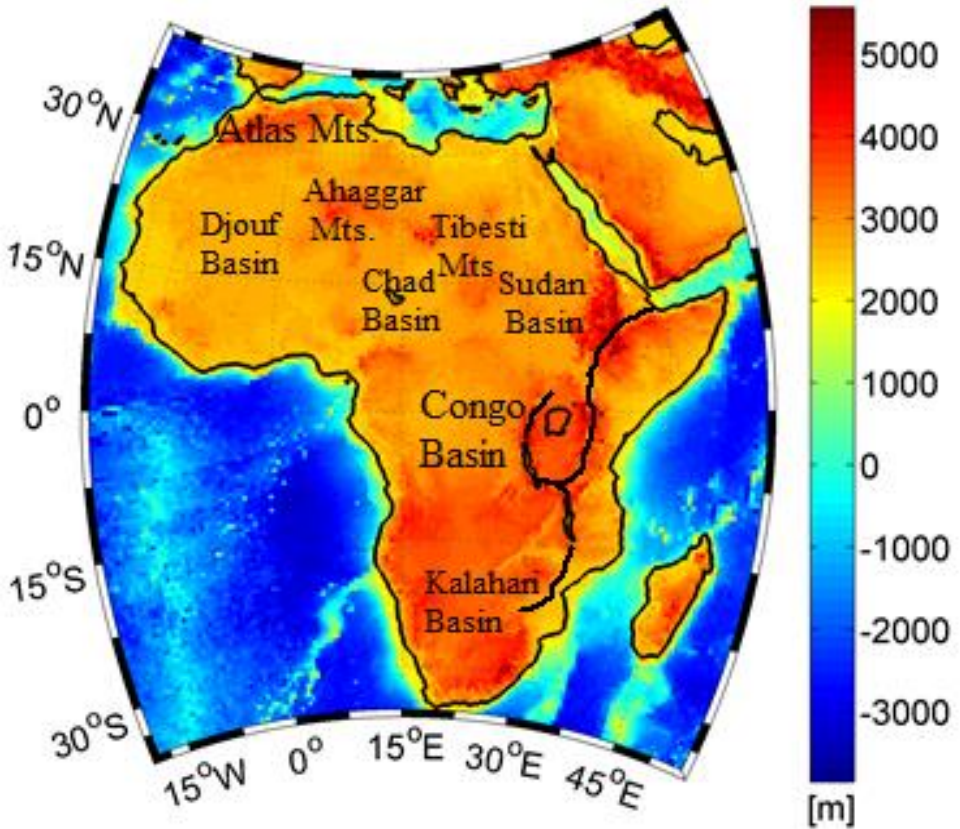 30°N
15°N
0°
15°S
30°S
15°W
0°
15°E
30°E
45°E
Atlas Mts.
Ahaggar
Mts.
Djouf
Basin
Tibesti
Mts
Chad
Basin
Sudan
Basin
Congo
Basin
Kalahan
Basin
5000
4000
3000
2000
1000
0
-1000
-2000
-3000
[m]